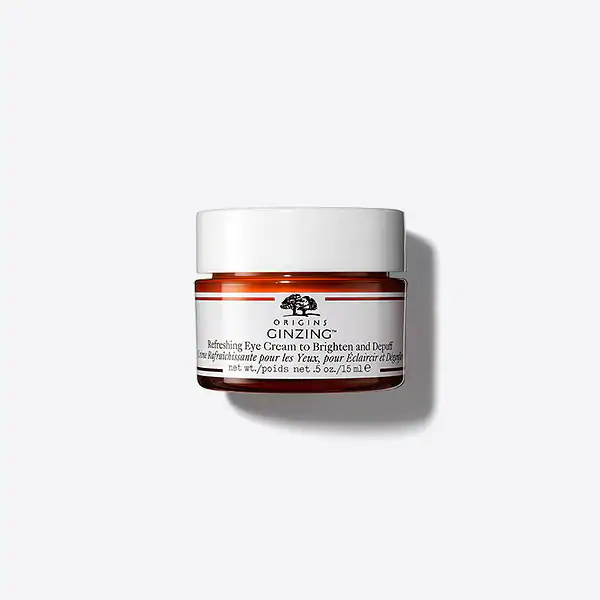 ORIGINS
GINZING™
Refreshing Eye Cream to Brighten and Depuff
Crème Rafraîchissante pour les Yeux, pour Éclaircir et Dégonfler
net wt./poids net .5 oz./15 ml ℮